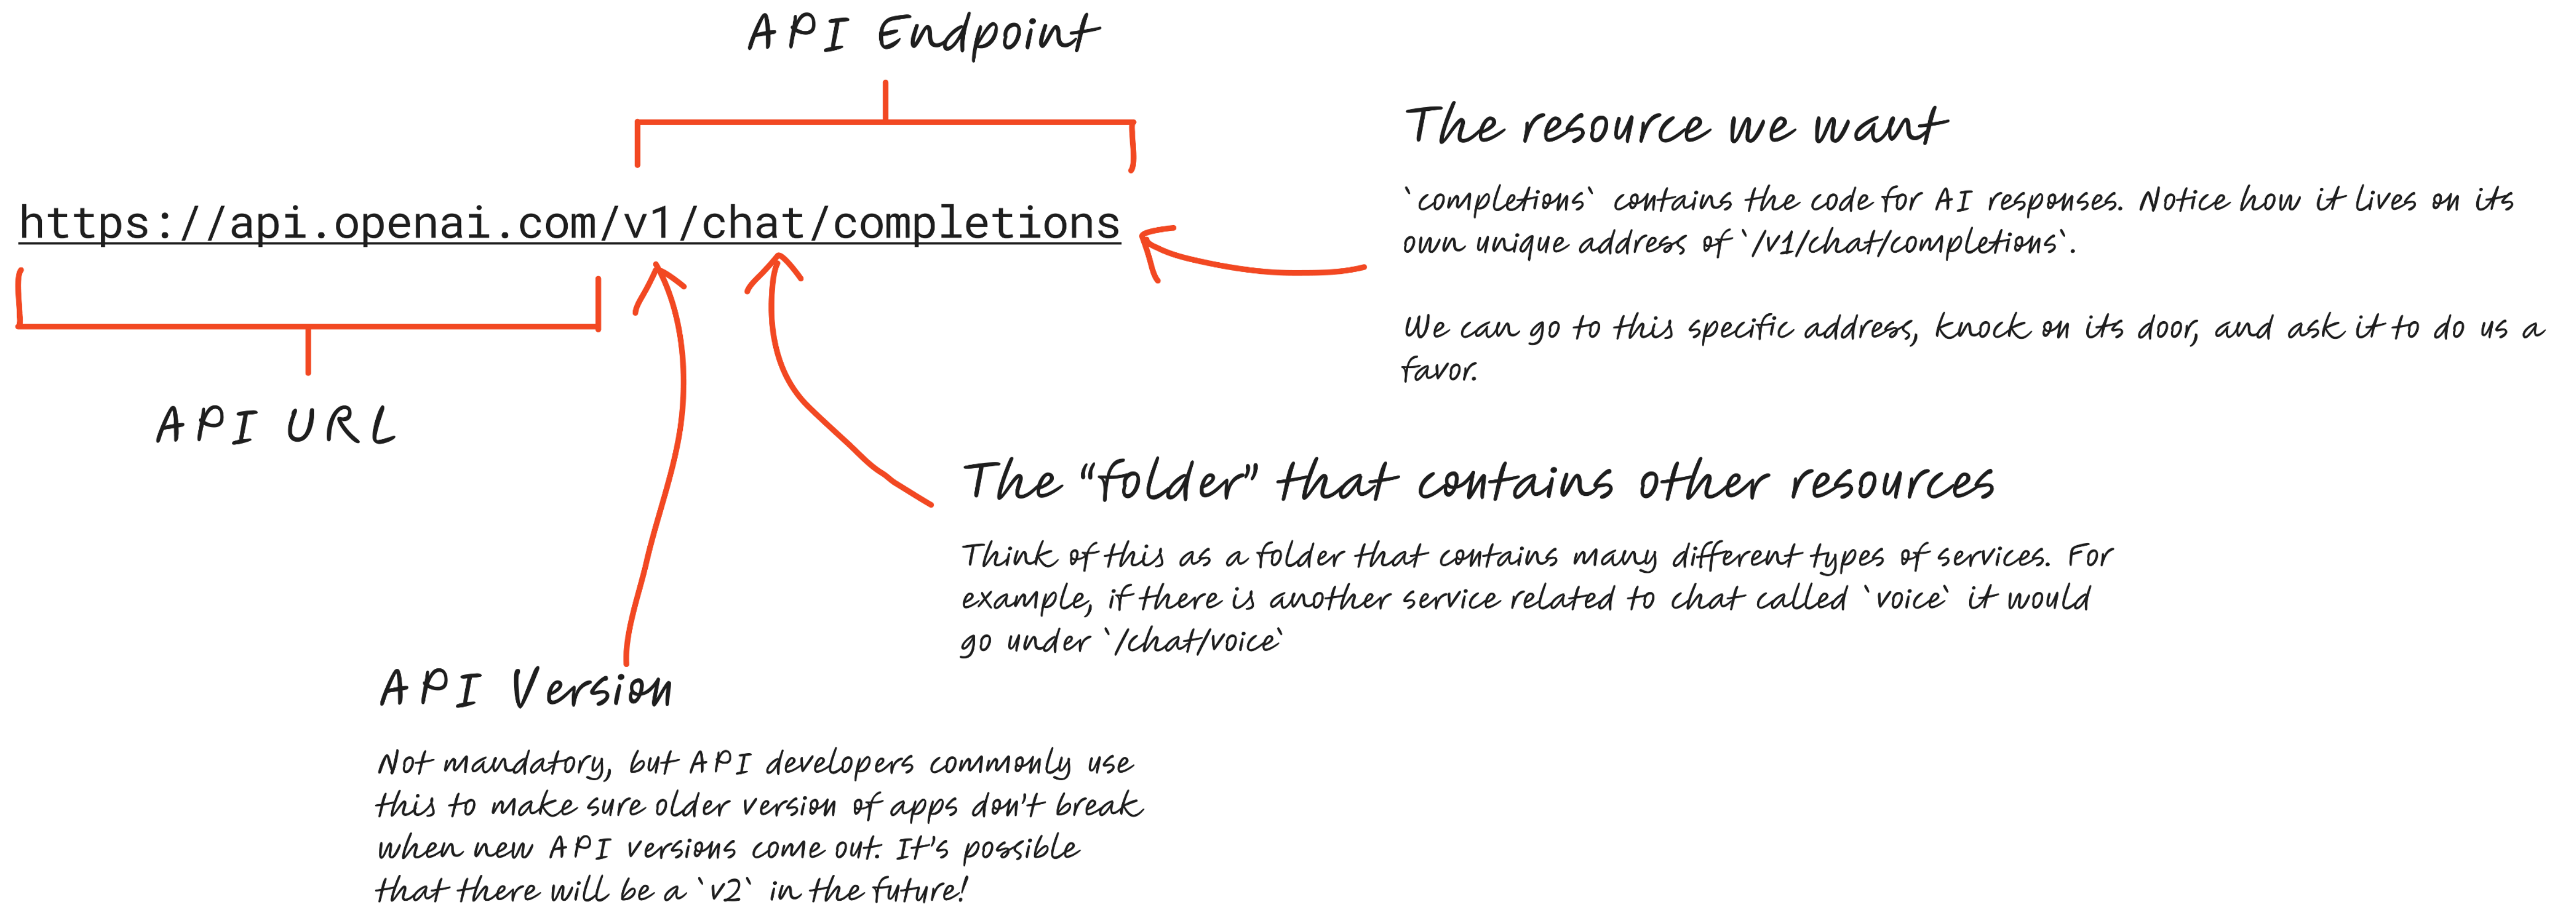 API Endpoint
https://api.openai.com/v1/chat/completions
API URL
The resource we want
`completions` contains the code for AI responses. Notice how it lives on its
own unique address of `/v1/chat/completions`.
We can go to this specific address, knock on its door, and ask it to do us a
favor.
The “folder” that contains other resources
Think of this as a folder that contains many different types of services. For
example, if there is another service related to chat called `voice` it would
go under `/chat/voice`
API Version
Not mandatory, but API developers commonly use
this to make sure older version of apps don't break
when new API versions come out. It's possible
that there will be a `v2` in the future!